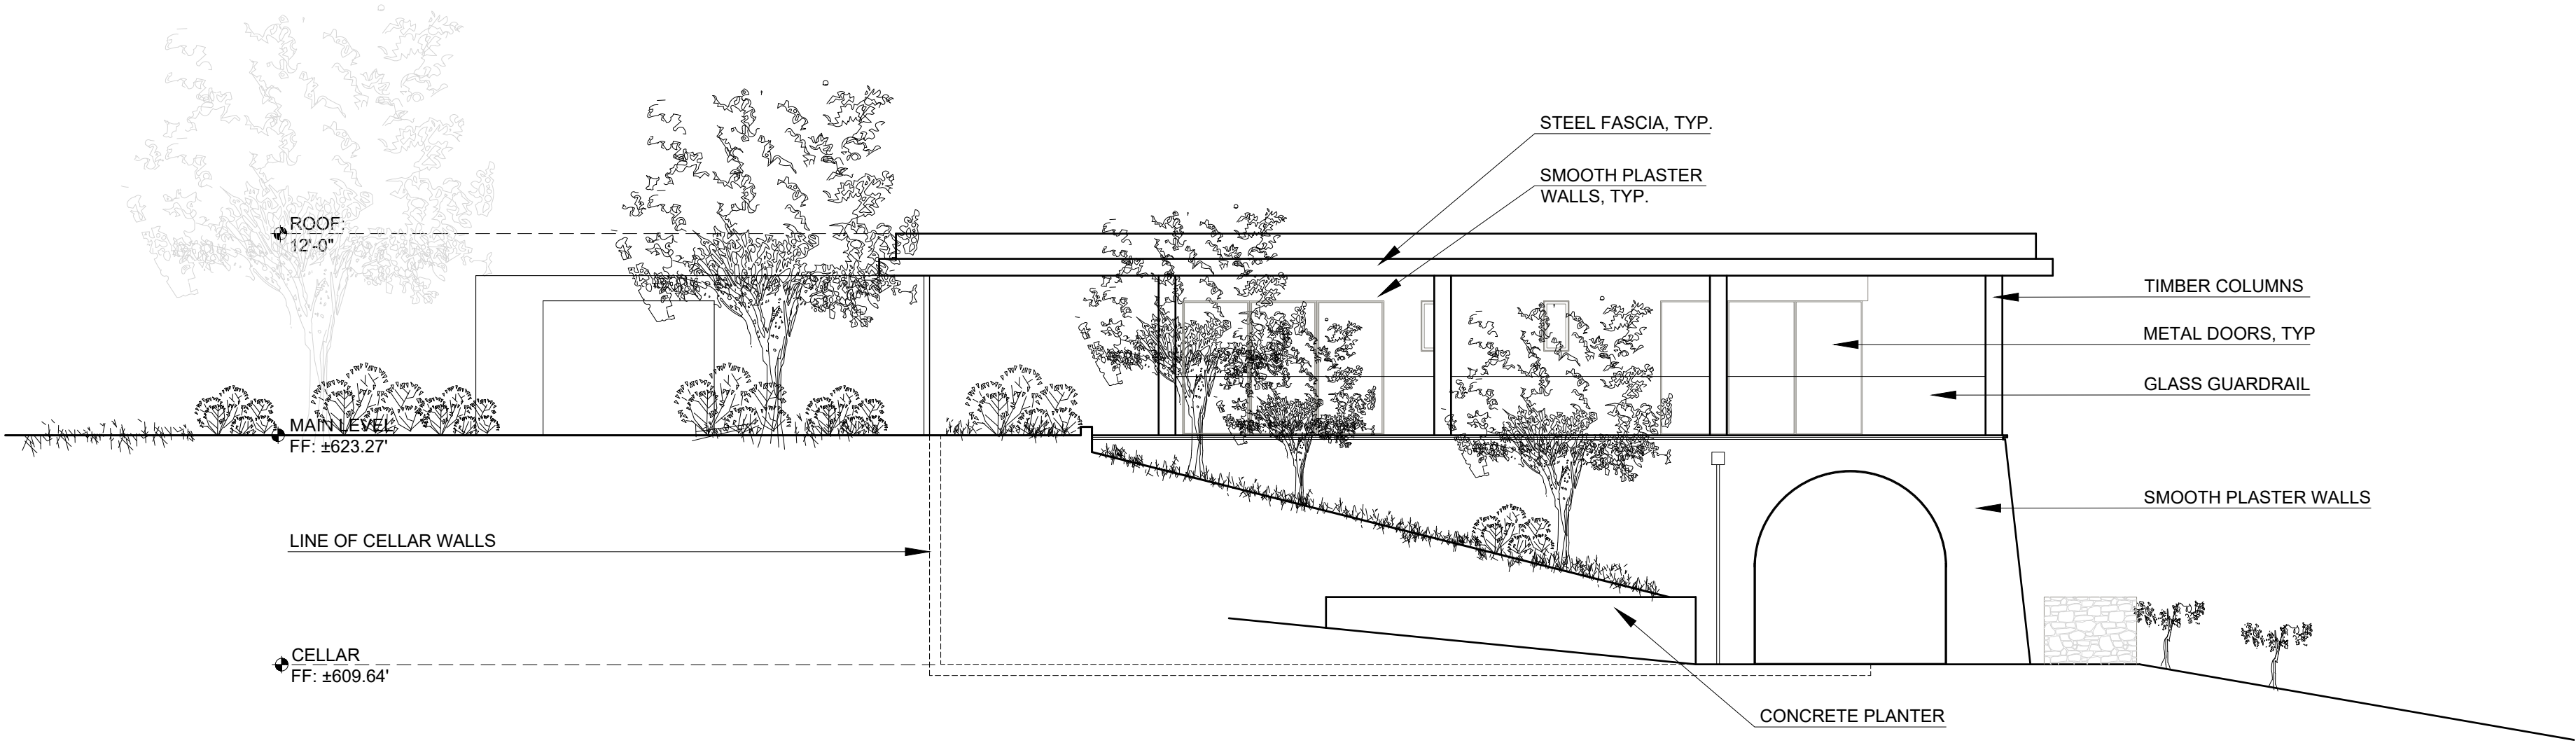 STEEL FASCIA, TYP.
SMOOTH PLASTER
WALLS, TYP.
ROOF:
12'-0"
TIMBER COLUMNS
METAL DOORS, TYP
GLASS GUARDRAIL
MAIN LEVEL
FF: ±623.27'
SMOOTH PLASTER WALLS
LINE OF CELLAR WALLS
CELLAR
FF: ±609.64'
CONCRETE PLANTER